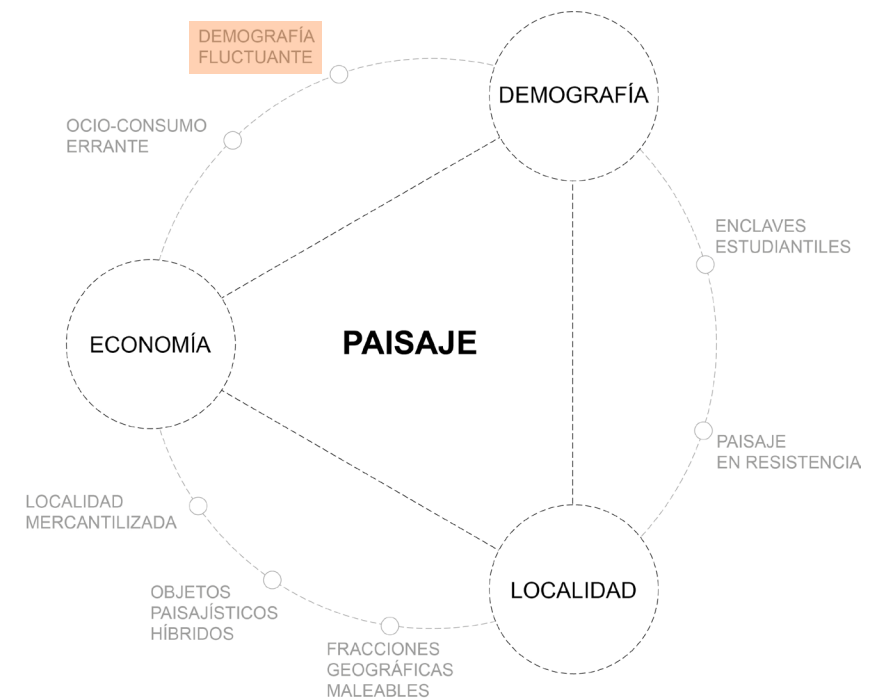 DEMOGRAFÍA
FLUCTUANTE
DEMOGRAFÍA
OCIO-CONSUMO
ERRANTE
ENCLAVES
ESTUDIANTILES
ECONOMÍA
PAISAJE
PAISAJE
EN RESISTENCIA
LOCALIDAD
MERCANTILIZADA
LOCALIDAD
OBJETOS
PAISAJÍSTICOS
HÍBRIDOS
FRACCIONES
GEOGRÁFICAS
MALEABLES